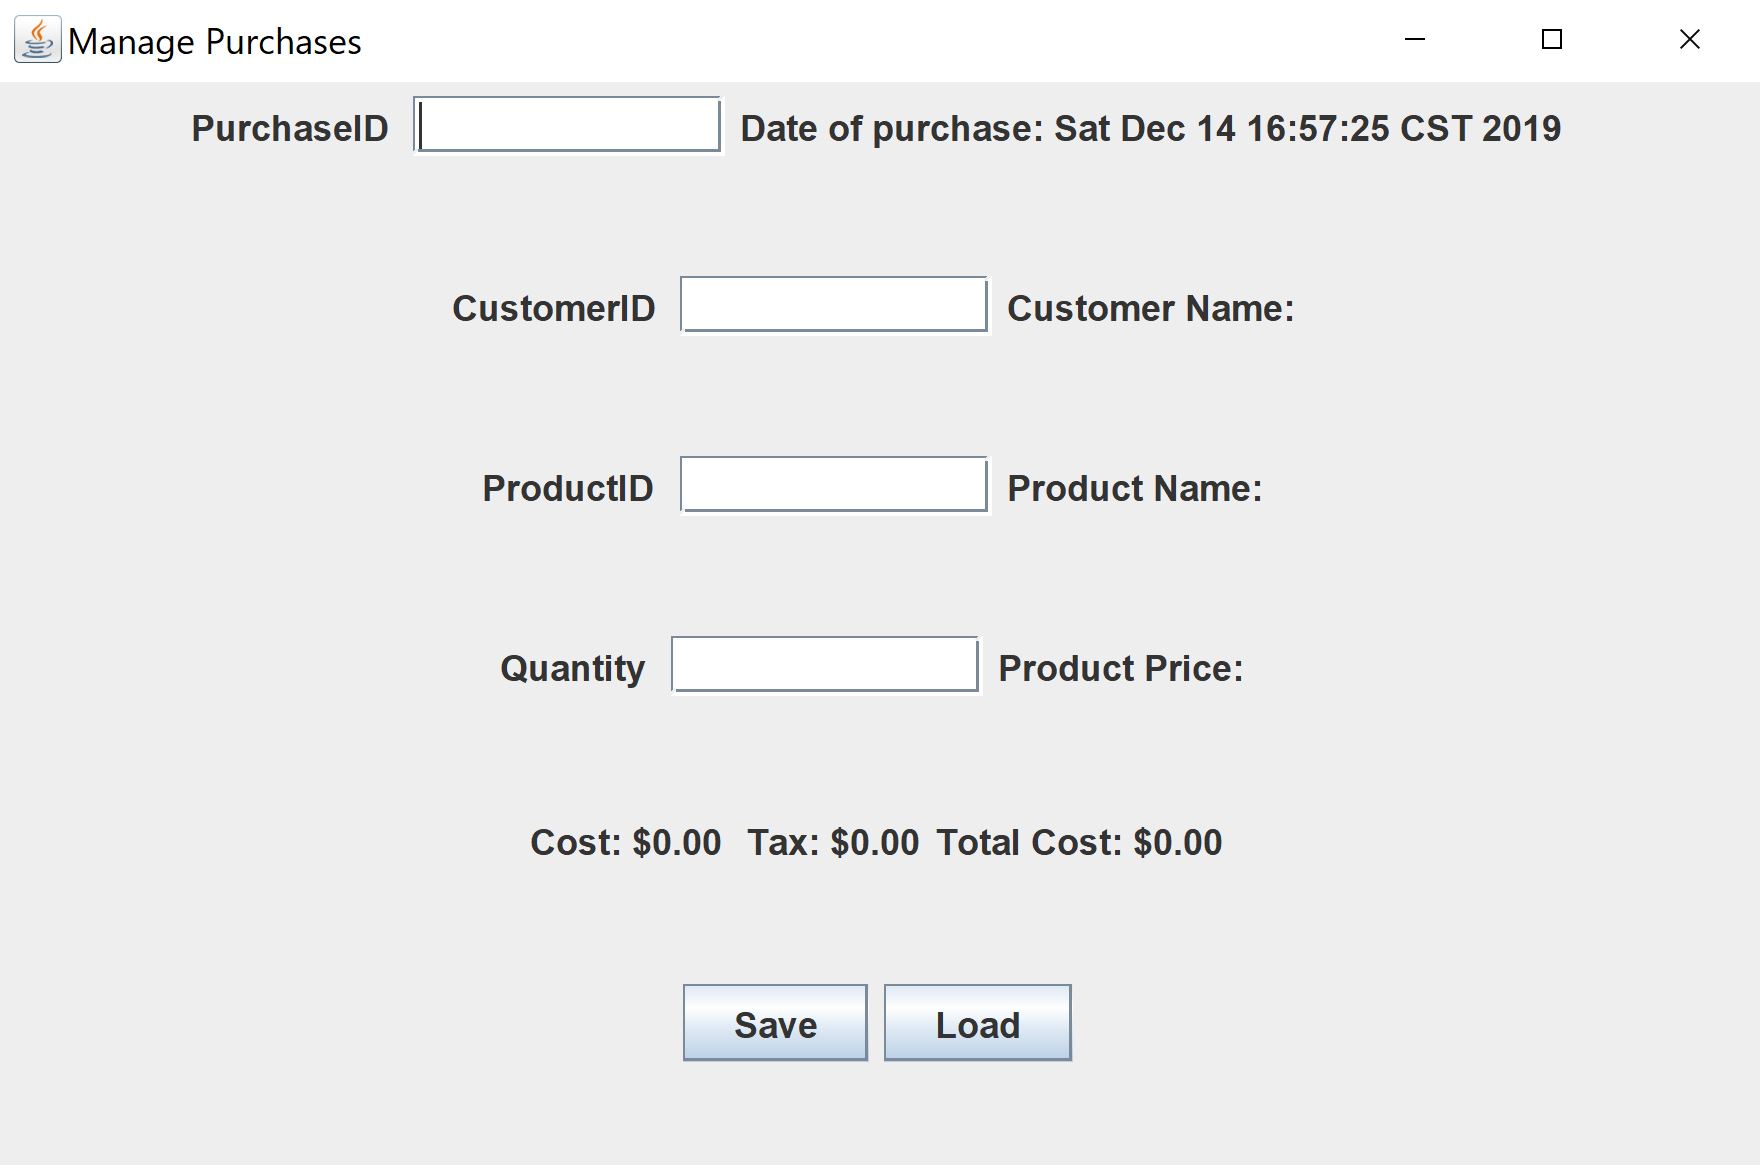 Manage Purchases
PurchaseID Date of purchase: Sat Dec 14 16:57:25 CST 2019
CustomerID Customer Name:
ProductID Product Name:
Quantity Product Price:
Cost: $0.00 Tax: $0.00 Total Cost: $0.00
Save Load